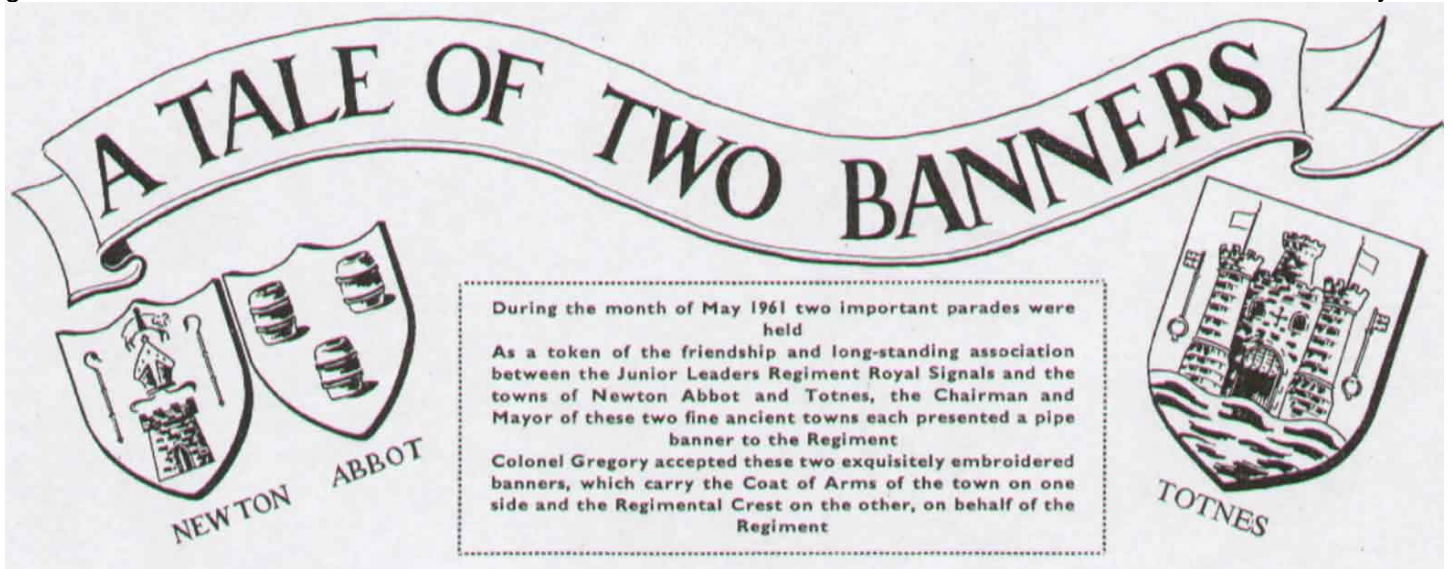 A TALE OF TWO BANNERS
During the month of May 1961 two important parades were
held
As a token of the friendship and long-standing association
between the Junior Leaders Regiment Royal Signals and the
towns of Newton Abbot and Totnes, the Chairman and
Mayor of these two fine ancient towns each presented a pipe
banner to the Regiment
Colonel Gregory accepted these two exquisitely embroidered
banners, which carry the Coat of Arms of the town on one
side and the Regimental Crest on the other, on behalf of the
Regiment
NEWTON ABBOT
TOTNES